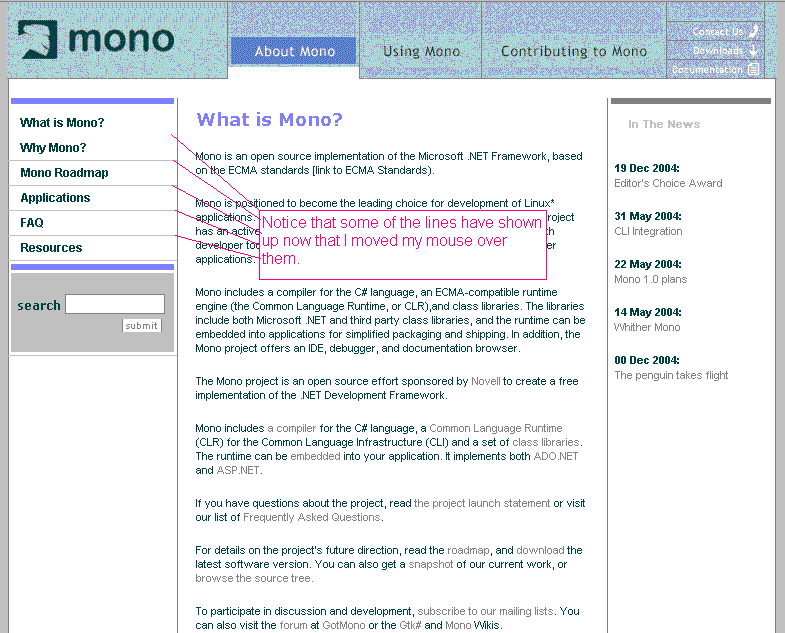 mono
About Mono
Using Mono
Contributing to Mono
Contact Us
Downloads
Documentation
What is Mono?
Why Mono?
Mono Roadmap
Applications
FAQ
Resources
search
submit
What is Mono?
Mono is an open source implementation of the Microsoft .NET Framework, based
on the ECMA standards [link to ECMA Standards).
Mono is positioned to become the leading choice for development of Linux*
applications.
has an active
developer too
applications.
Notice that some of the lines have shown
up now that I moved my mouse over
them.
Mono includes a compiler for the C# language, an ECMA-compatible runtime
engine (the Common Language Runtime, or CLR),and class libraries. The libraries
include both Microsoft .NET and third party class libraries, and the runtime can be
embedded into applications for simplified packaging and shipping. In addition, the
Mono project offers an IDE, debugger, and documentation browser.
The Mono project is an open source effort sponsored by Novell to create a free
implementation of the .NET Development Framework.
Mono includes a compiler for the C# language, a Common Language Runtime
(CLR) for the Common Language Infrastructure (CLI) and a set of class libraries.
The runtime can be embedded into your application. It implements both ADO.NET
and ASP.NET.
If you have questions about the project, read the project launch statement or visit
our list of Frequently Asked Questions.
For details on the project's future direction, read the roadmap, and download the
latest software version. You can also get a snapshot of our current work, or
browse the source tree.
To participate in discussion and development, subscribe to our mailing lists. You
can also visit the forum at GotMono or the Gtk# and Mono Wikis.
In The News
19 Dec 2004:
Editor's Choice Award
31 May 2004:
CLI Integration
22 May 2004:
Mono 1.0 plans
14 May 2004:
Whither Mono
00 Dec 2004:
The penguin takes flight